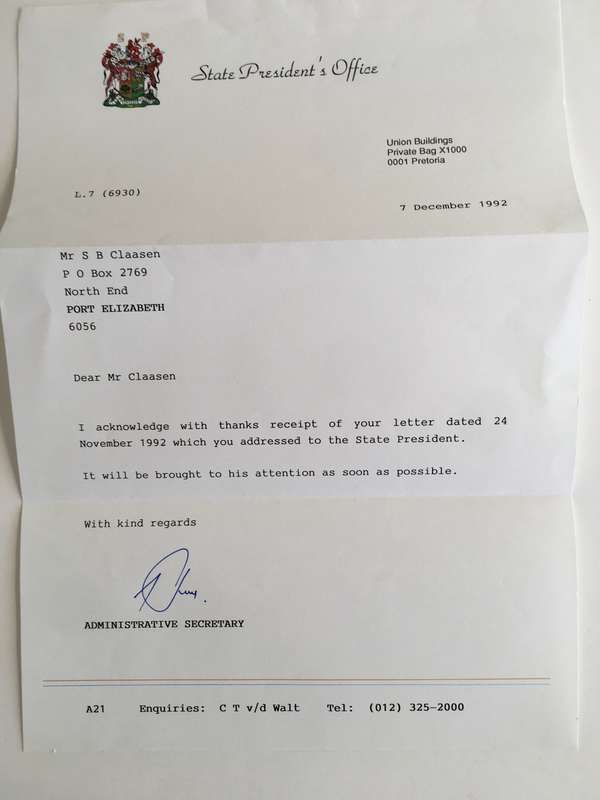 State President's Office
Union Buildings
Private Bag X1000
0001 Pretoria
L.7 (6930)
7 December 1992
Mr S B Claasen
P O Box 2769
North End
PORT ELIZABETH
6056
Dear Mr Claasen
I acknowledge with thanks receipt of your letter dated 24
November 1992 which you addressed to the State President.
It will be brought to his attention as soon as possible.
With kind regards
ADMINISTRATIVE SECRETARY
A21 Enquiries: C T v/d Walt Tel: (012) 325-2000